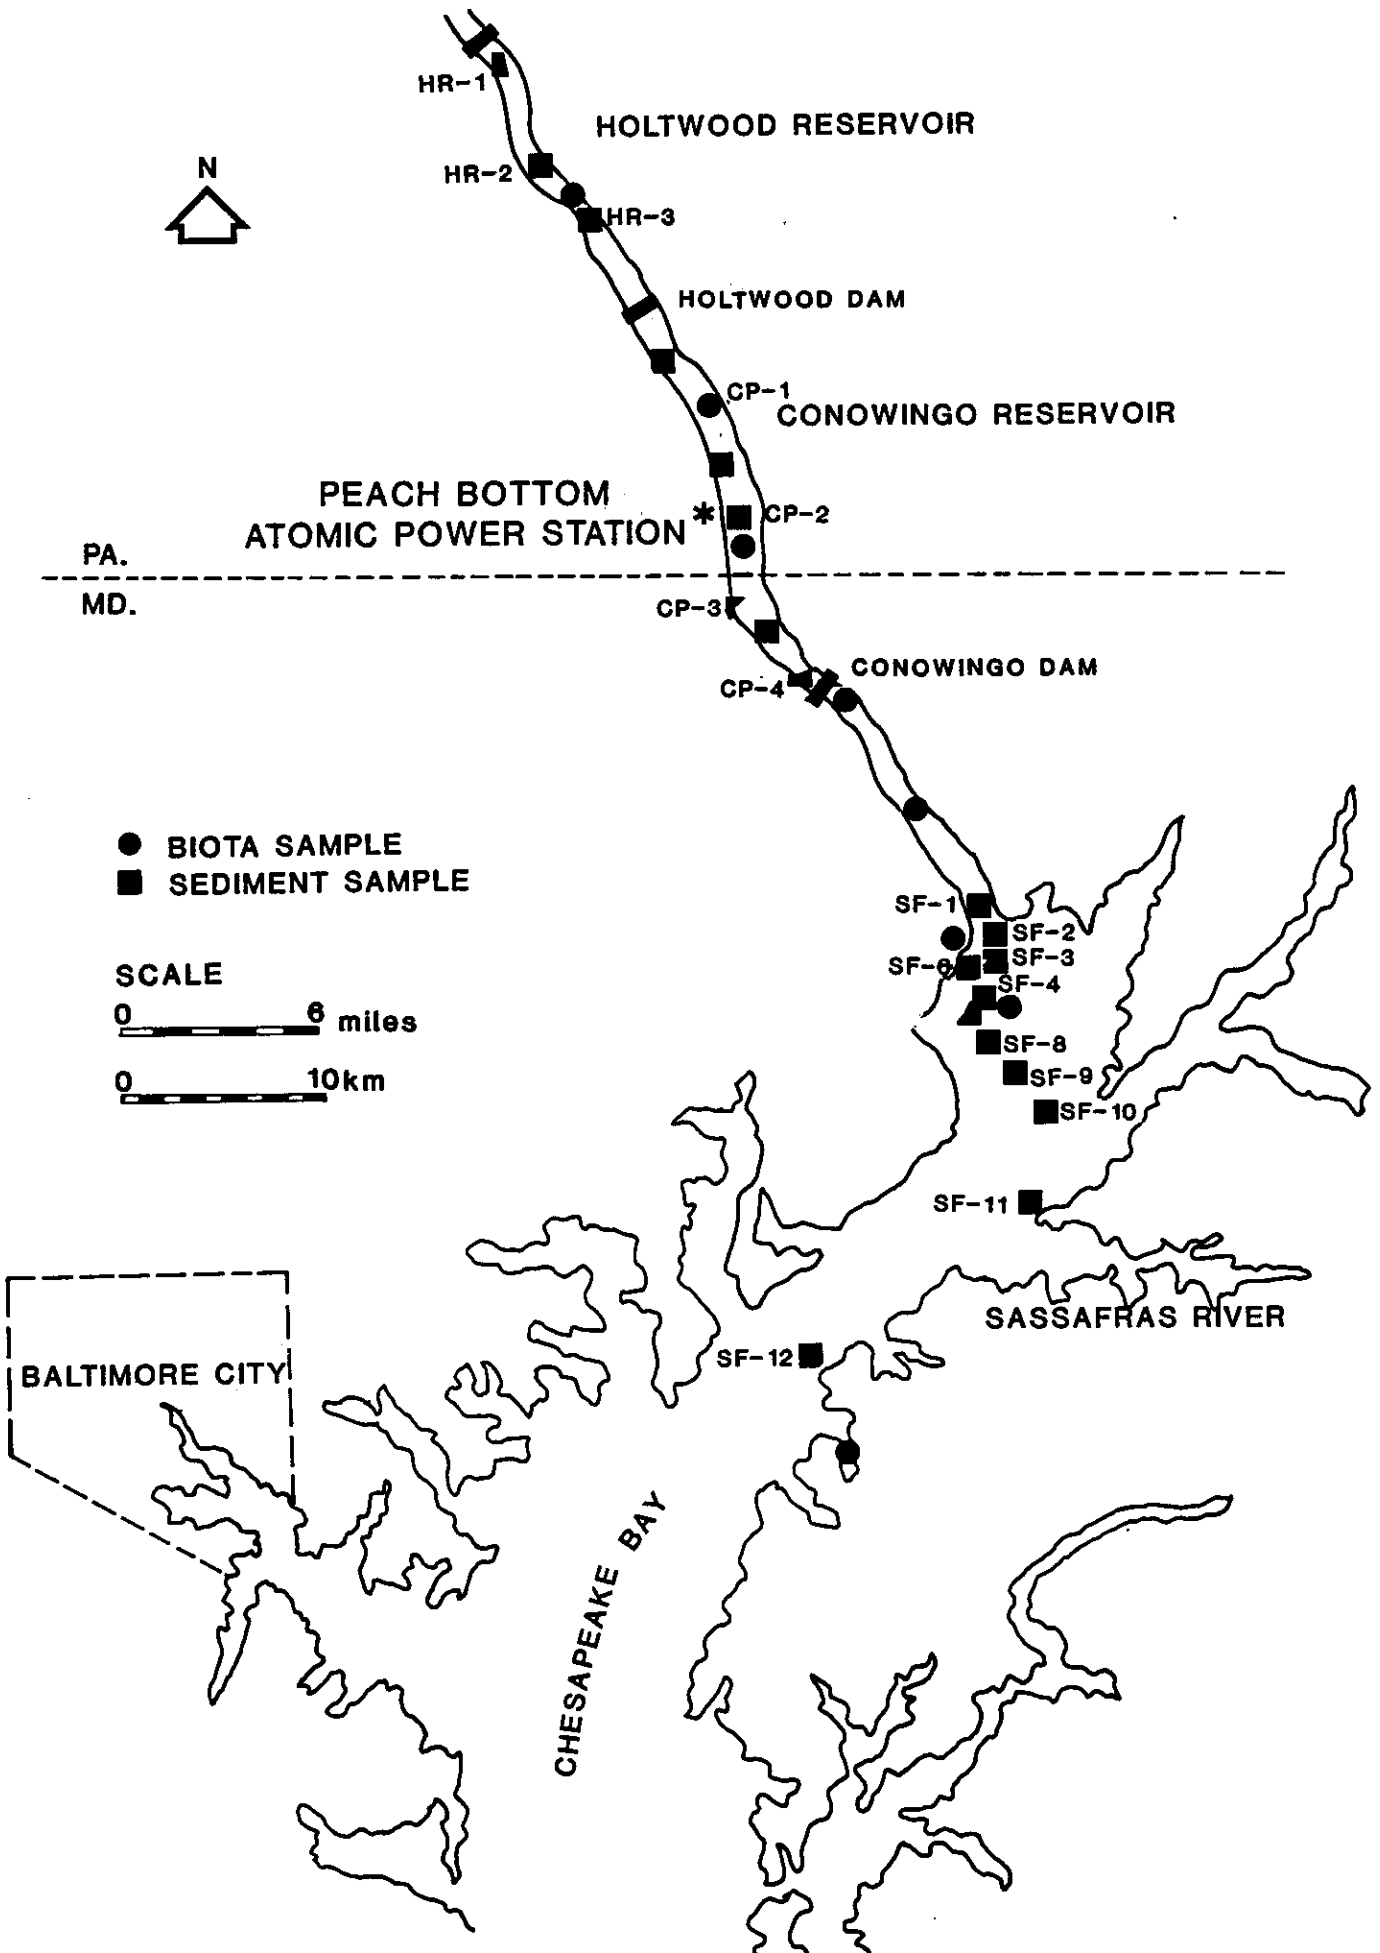 HR-1
HOLTWOOD RESERVOIR
N
HR-2
HR-3
HOLTWOOD DAM
CP-1
CONOWINGO RESERVOIR
PEACH BOTTOM
ATOMIC POWER STATION
*
CP-2
PA.
MD.
CP-3
CONOWINGO DAM
CP-4
BIOTA SAMPLE
SEDIMENT SAMPLE
SF-1
SF-2
SF-3
SF-6
SF-4
SCALE
0 6 miles
0 10km
SF-8
SF-9
SF-10
SF-11
SASSAFRAS RIVER
SF-12
BALTIMORE CITY
CHESAPEAKE BAY